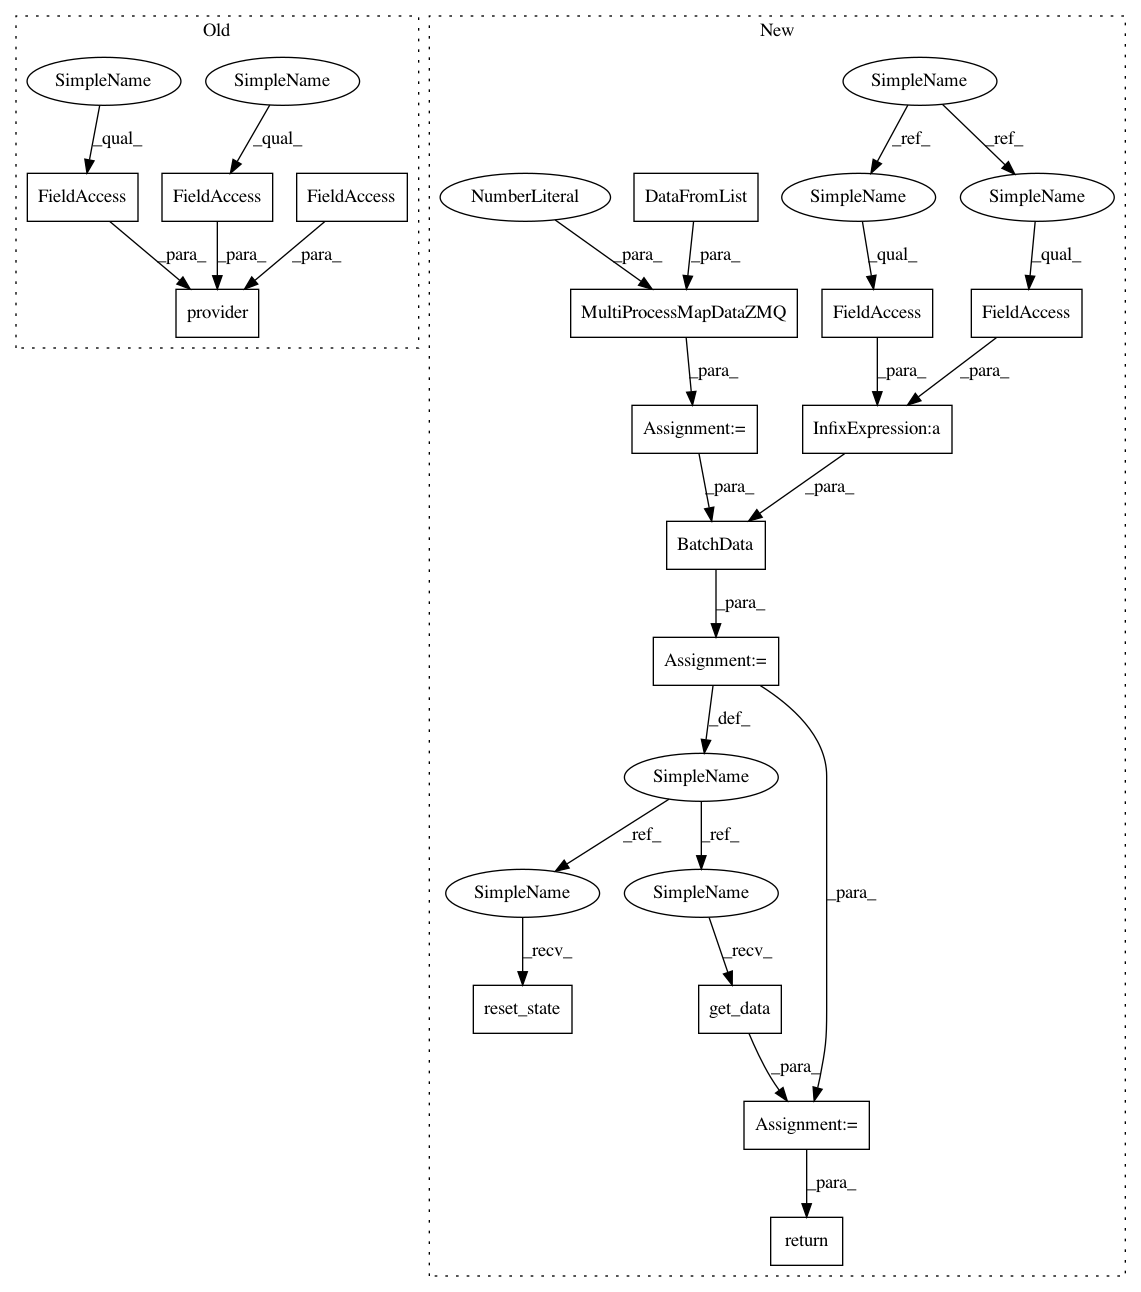 Old
New
SimpleName
SimpleName
SimpleName
_qual_
_qual_
_ref_
_ref_
FieldAccess
FieldAccess
FieldAccess
NumberLiteral
DataFromList
SimpleName
SimpleName
_para_
_para_
_para_
_para_
_para_
_qual_
_qual_
provider
MultiProcessMapDataZMQ
FieldAccess
FieldAccess
_para_
_para_
_para_
Assignment:=
InfixExpression:a
_para_
_para_
BatchData
_para_
Assignment:=
_def_
SimpleName
_ref_
_ref_
SimpleName
SimpleName
_para_
_recv_
_recv_
reset_state
get_data
_para_
Assignment:=
_para_
return